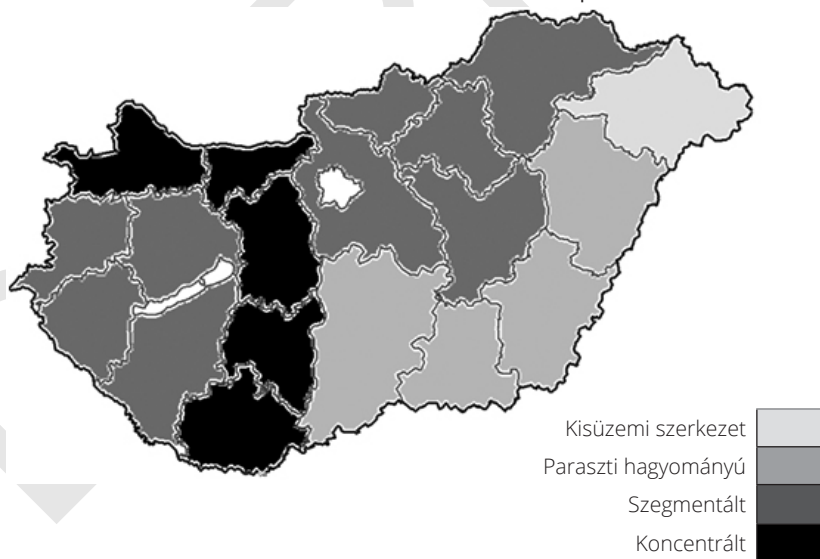 Kisüzemi szerkezet
Paraszti hagyományú
Szegmentált
Koncentrált